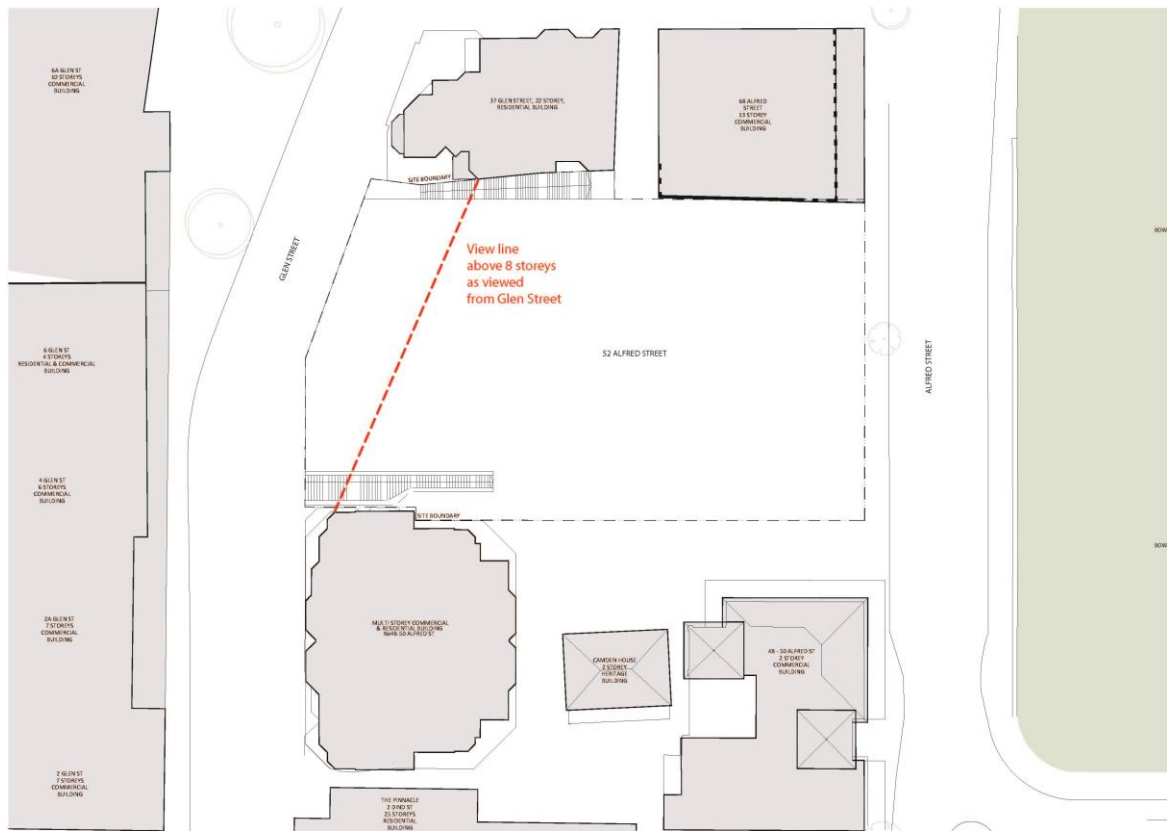 6A GLEN ST
10 STOREYS
COMMERCIAL
BUILDING
37 GLEN STREET, 22 STOREY,
RESIDENTIAL BUILDING
68 ALFRED
STREET
13 STOREY
COMMERCIAL
BUILDING
SITE BOUNDARY
GLEN STREET
View line
above 8 storeys
as viewed
from Glen Street
BOW
6 GLEN ST
4 STOREYS
RESIDENTIAL & COMMERCIAL
BUILDING
52 ALFRED STREET
ALFRED STREET
4 GLEN ST
6 STOREYS
COMMERCIAL
BUILDING
SITE BOUNDARY
BOW
2A GLEN ST
7 STOREYS
COMMERCIAL
BUILDING
MULTI STOREY COMMERCIAL
& RESIDENTIAL BUILDING
No48-50 ALFRED ST
CAMDEN HOUSE
2 STOREY
HERITAGE
BUILDING
48 - 50 ALFRED ST
2 STOREY
COMMERCIAL
BUILDING
2 GLEN ST
7 STOREYS
COMMERCIAL
BUILDING
THE PINNACLE
2 DIND ST
25 STOREYS
RESIDENTIAL
BUILDING